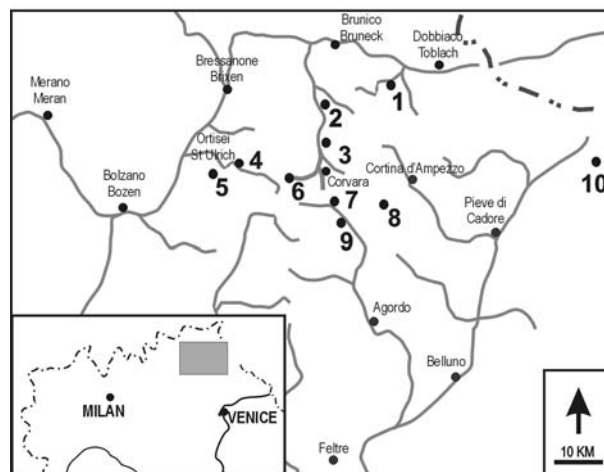 Brunico
Bruneck
Dobbiaco
Toblach
Bressanone
Brixen
Merano
Meran
1
2
3
Ortisei
St Ulrich
4
5
6
Corvara
Cortina d'Ampezzo
10
Bolzano
Bozen
7
8
Pieve di
Cadore
9
Agordo
Belluno
Feltre
MILAN
VENICE
10 KM